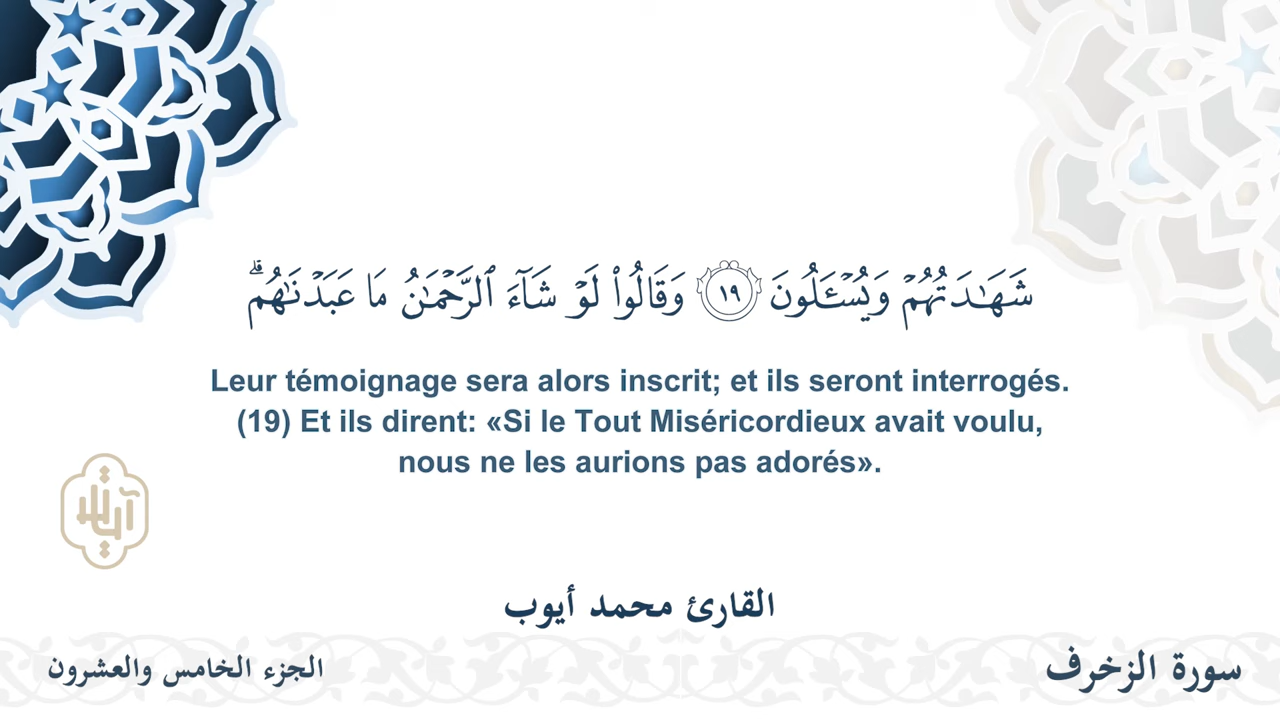 شَهَـٰدَتُهُمْ وَيُسْـَٔلُونَ ١٩ وَقَالُوا۟ لَوْ شَآءَ ٱلرَّحْمَـٰنُ مَا عَبَدْنَـٰهُم ۗ
Leur témoignage sera alors inscrit; et ils seront interrogés.
(19) Et ils dirent: «Si le Tout Miséricordieux avait voulu,
nous ne les aurions pas adorés».
آيات
القارئ محمد أيوب
سورة الزخرف
الجزء الخامس والعشرون